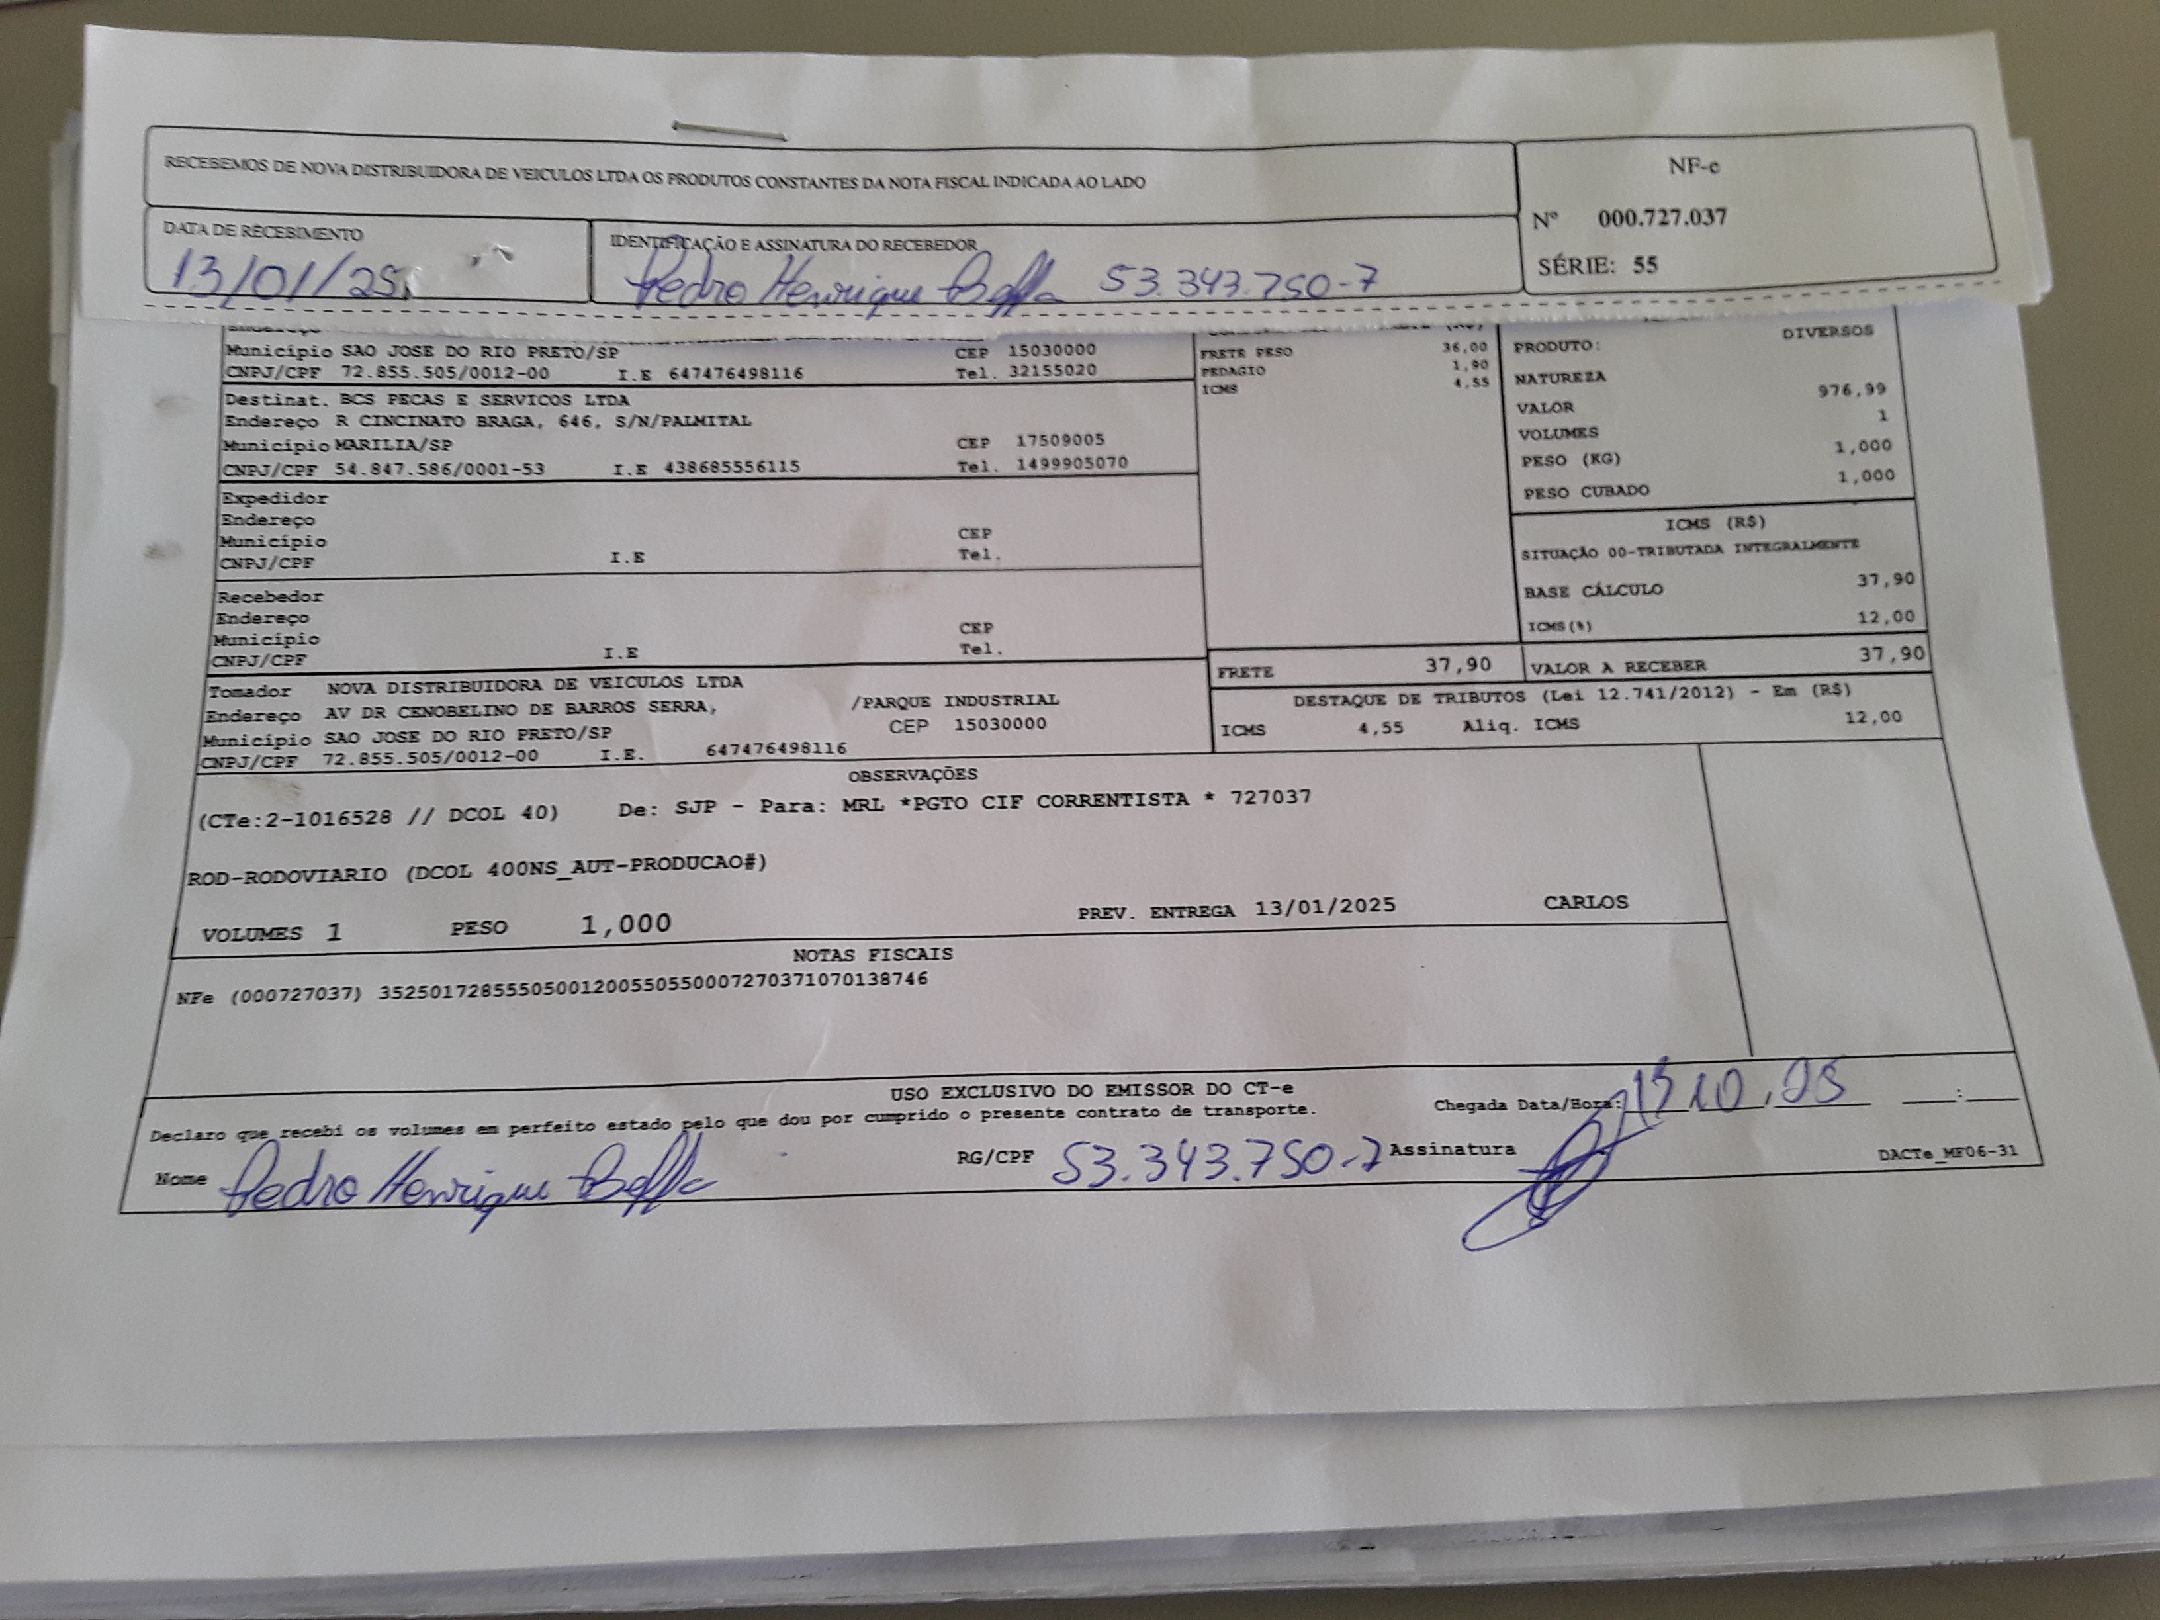 RECEBEMOS DE NOVA DISTRIBUIDORA DE VEICULOS LTDA OS PRODUTOS CONSTANTES DA NOTA FISCAL INDICADA AO LADO
NF-e
Nº 000.727.037
SÉRIE: 55
DATA DE RECEBIMENTO
13/01/25
IDENTIFICAÇÃO E ASSINATURA DO RECEBEDOR
Pedro Henrique 53.343.750-7
Endereço
Município SAO JOSE DO RIO PRETO/SP CEP 15030000
CNPJ/CPF 72.855.505/0012-00 I.E 647476498116 Tel. 32155020
Destinat. BCS PECAS E SERVICOS LTDA
Endereço R CINCINATO BRAGA, 646, S/N/PALMITAL
Município MARILIA/SP CEP 17509005
CNPJ/CPF 54.847.586/0001-53 I.E 438685556115 Tel. 1499905070
Expedidor
Endereço
Município CEP
CNPJ/CPF I.E Tel.
Recebedor
Endereço
Município CEP
CNPJ/CPF I.E Tel.
Tomador NOVA DISTRIBUIDORA DE VEICULOS LTDA
Endereço AV DR CENOBELINO DE BARROS SERRA, /PARQUE INDUSTRIAL
Município SAO JOSE DO RIO PRETO/SP CEP 15030000
CNPJ/CPF 72.855.505/0012-00 I.E. 647476498116
FRETE PESO 36,00
PEDAGIO 1,90
ICMS 4,55
FRETE 37,90
PRODUTO: DIVERSOS
NATUREZA
VALOR 976,99
VOLUMES 1
PESO (KG) 1,000
PESO CUBADO 1,000
ICMS (R$)
SITUAÇÃO 00-TRIBUTADA INTEGRALMENTE
BASE CÁLCULO 37,90
ICMS(%) 12,00
VALOR A RECEBER 37,90
DESTAQUE DE TRIBUTOS (Lei 12.741/2012) - Em (R$)
ICMS 4,55 Aliq. ICMS 12,00
OBSERVAÇÕES
(CTe:2-1016528 // DCOL 40) De: SJP - Para: MRL *PGTO CIF CORRENTISTA * 727037
ROD-RODOVIARIO (DCOL 400NS_AUT-PRODUCAO#)
VOLUMES 1 PESO 1,000 PREV. ENTREGA 13/01/2025 CARLOS
NOTAS FISCAIS
NFe (000727037) 35250172855505001200550550007270371070138746
USO EXCLUSIVO DO EMISSOR DO CT-e
Declaro que recebi os volumes em perfeito estado pelo que dou por cumprido o presente contrato de transporte. Chegada Data/Hora: :
Nome Pedro Henrique RG/CPF 53.343.750-7 Assinatura
DACTe_MF06-31